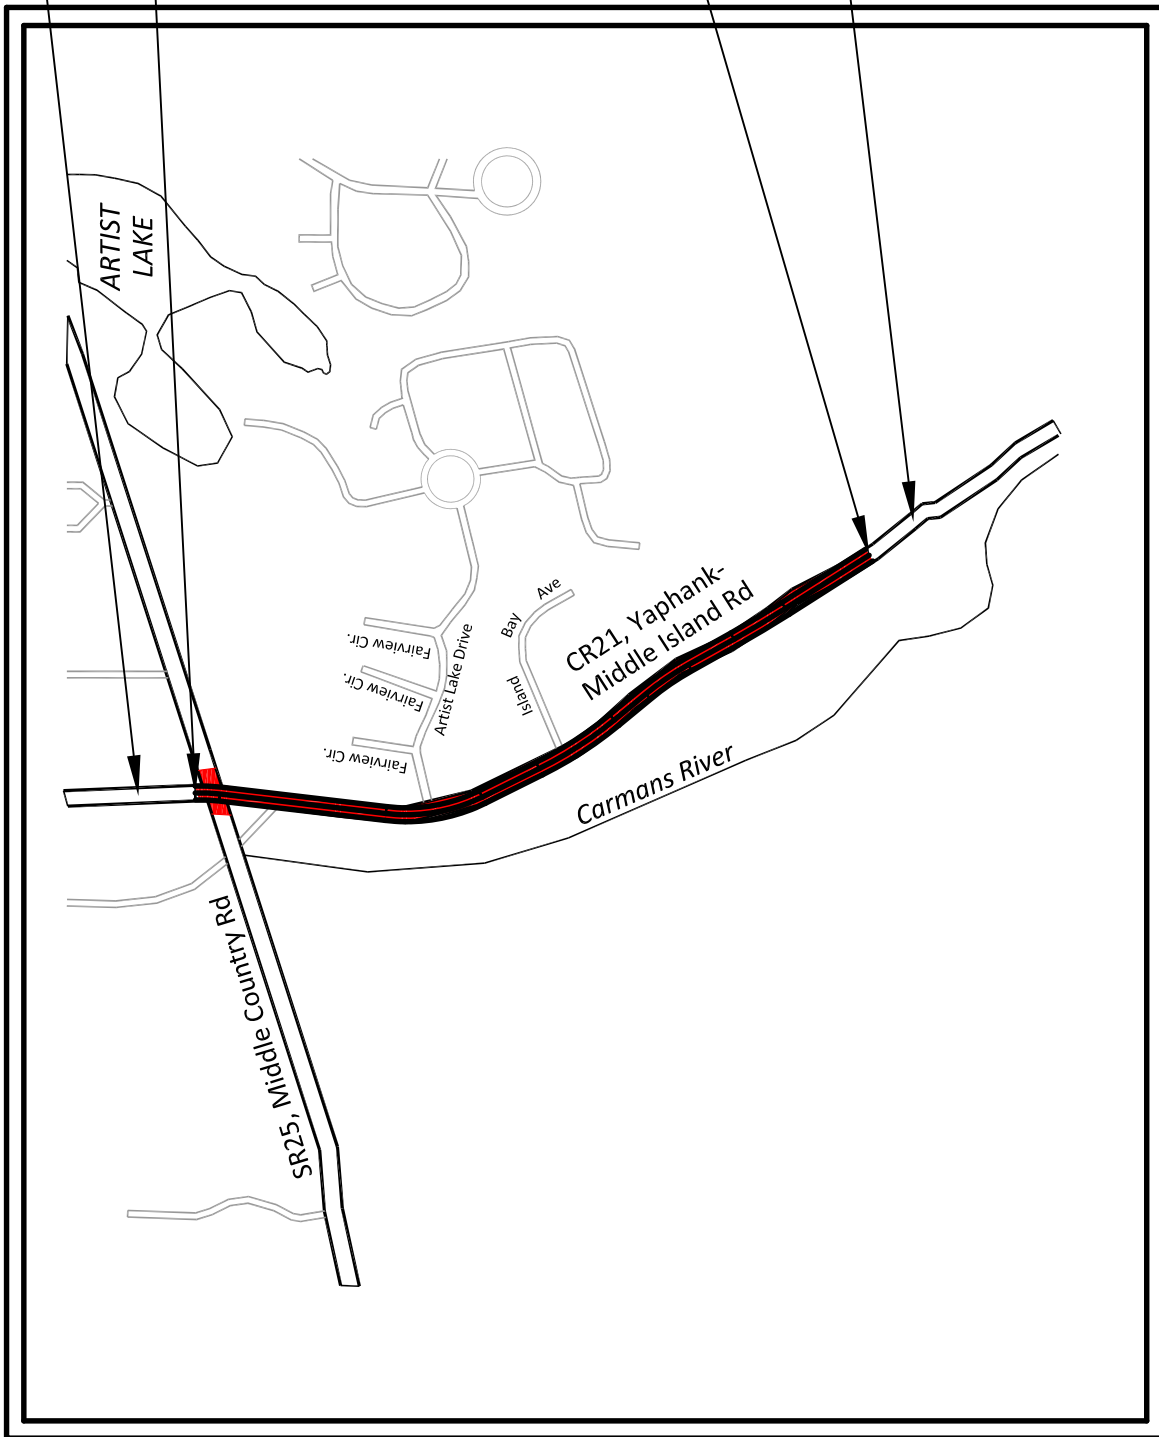 ARTIST
LAKE
Fairview Cir.
Fairview Cir.
Fairview Cir.
Artist Lake Drive
Island Bay Ave
CR21, Yaphank-
Middle Island Rd
Carmans River
SR25, Middle Country Rd